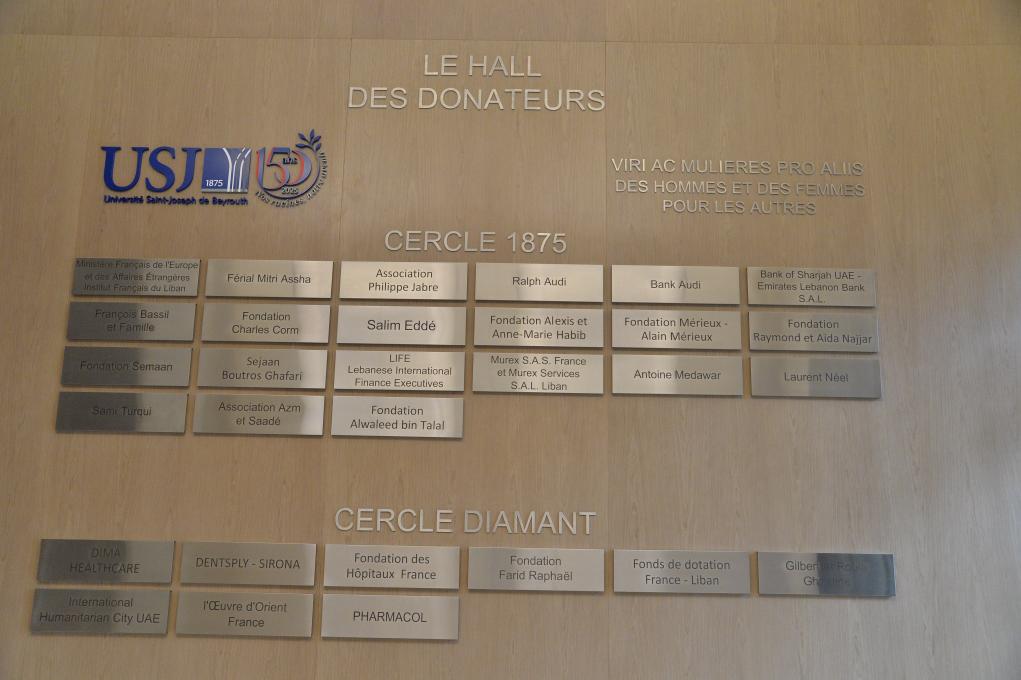 LE HALL
DES DONATEURS
USJ
1875
Université Saint-Joseph de Beyrouth
150
ans
2025
Nos racines, notre avenir
VIRI AC MULIERES PRO ALIIS
DES HOMMES ET DES FEMMES
POUR LES AUTRES
CERCLE 1875
Ministère Français de l'Europe
et des Affaires Étrangères
Institut Français du Liban
Férial Mitri Assha
Association
Philippe Jabre
Ralph Audi
Bank Audi
Bank of Sharjah UAE -
Emirates Lebanon Bank
S.A.L.
François Bassil
et Famille
Fondation
Charles Corm
Salim Eddé
Fondation Alexis et
Anne-Marie Habib
Fondation Mérieux -
Alain Mérieux
Fondation
Raymond et Aida Najjar
Fondation Semaan
Sejaan
Boutros Ghafari
LIFE
Lebanese International
Finance Executives
Murex S.A.S. France
et Murex Services
S.A.L. Liban
Antoine Medawar
Laurent Néel
Sami Turqui
Association Azm
et Saadé
Fondation
Alwaleed bin Talal
CERCLE DIAMANT
DIMA
HEALTHCARE
DENTSPLY - SIRONA
Fondation des
Hôpitaux France
Fondation
Farid Raphaël
Fonds de dotation
France - Liban
International
Humanitarian City UAE
l'Œuvre d'Orient
France
PHARMACOL